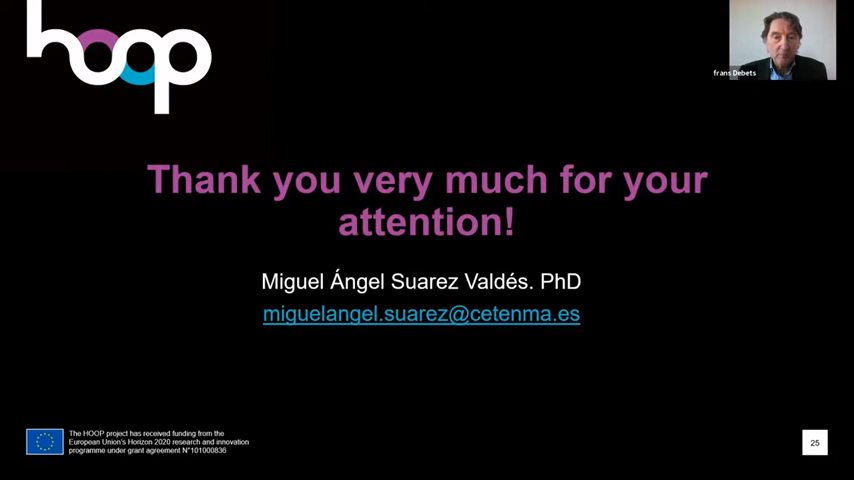 hoop
frans Debets
Thank you very much for your
attention!
Miguel Ángel Suarez Valdés. PhD
miguelangel.suarez@cetenma.es
The HOOP project has received funding from the
European Union's Horizon 2020 research and innovation
programme under grant agreement N°101000836
25